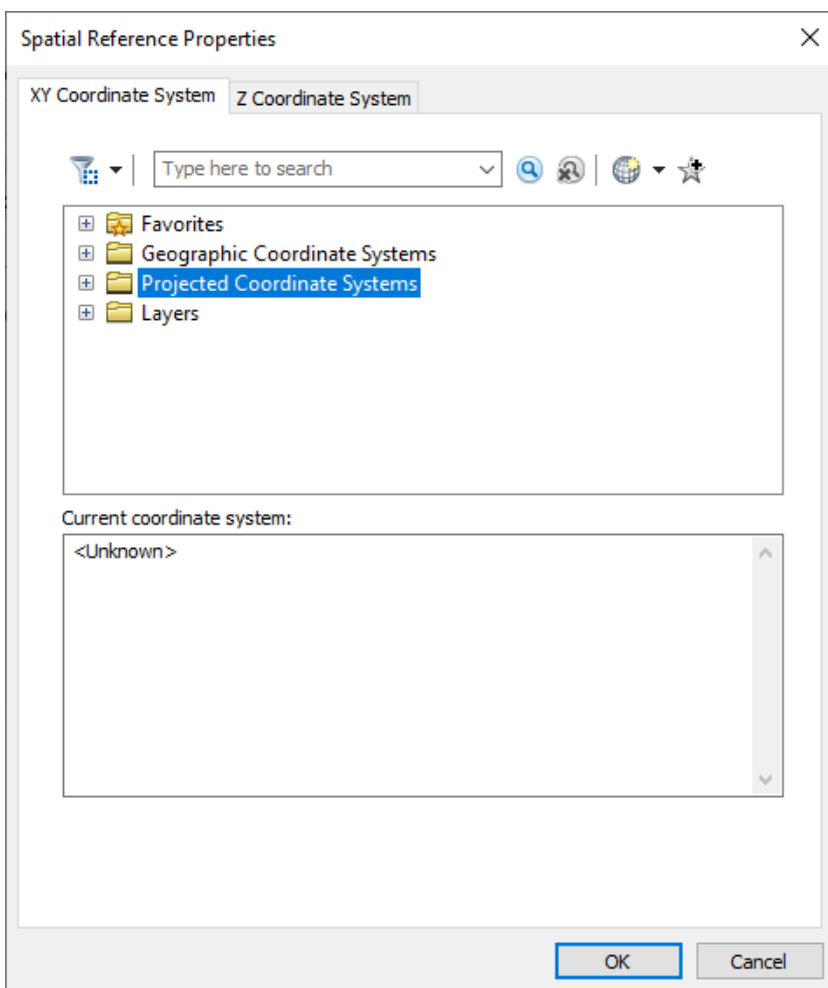 Spatial Reference Properties
XY Coordinate System Z Coordinate System
Type here to search
Favorites
Geographic Coordinate Systems
Projected Coordinate Systems
Layers
Current coordinate system:
<Unknown>
OK Cancel